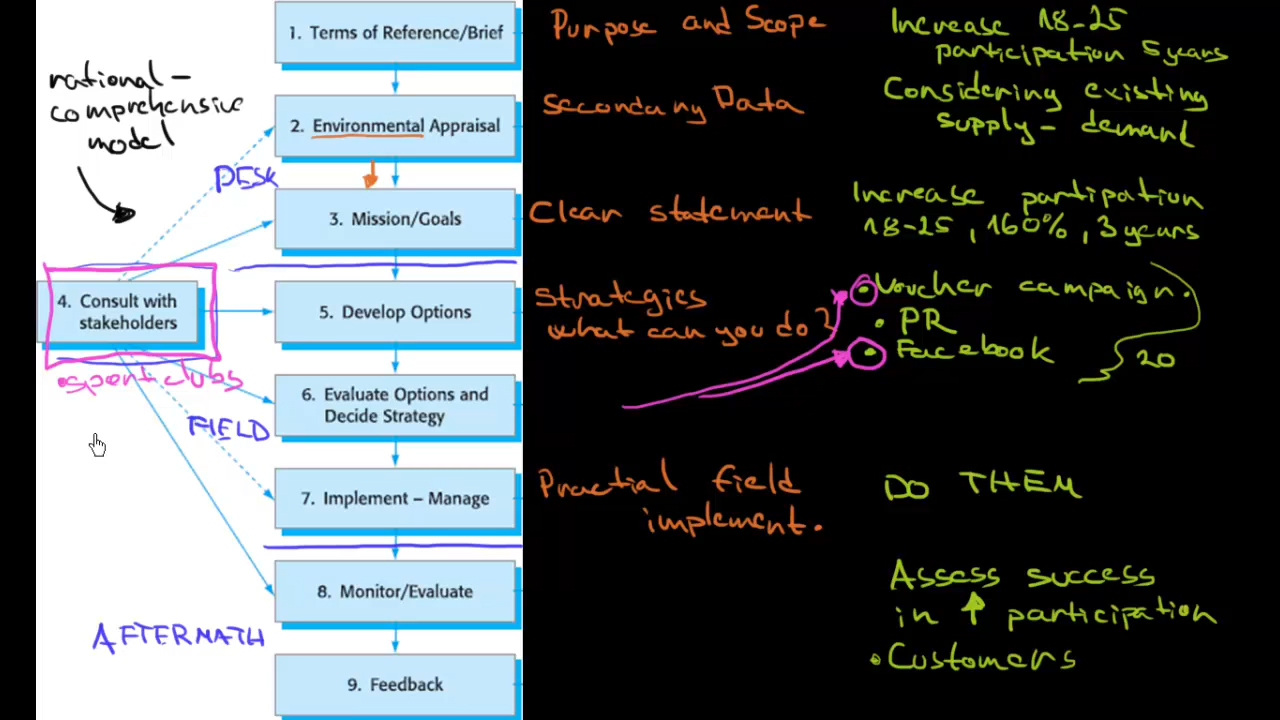 1. Terms of Reference/Brief
Purpose and Scope
Increase 18-25
participation 5 years
rational-
comprehensive
model
2. Environmental Appraisal
Secondary Data
Considering existing
supply - demand
DESK
3. Mission/Goals
Clear statement
Increase partipation
18-25, 160%, 3 years
4. Consult with
stakeholders
• sport clubs
5. Develop Options
Strategies
what can you do?
• Voucher campaign.
• PR
• Facebook
20
6. Evaluate Options and
Decide Strategy
FIELD
7. Implement – Manage
Practial field
implement.
DO THEM
8. Monitor/Evaluate
Assess success
in ↑ participation
• Customers
AFTERMATH
9. Feedback